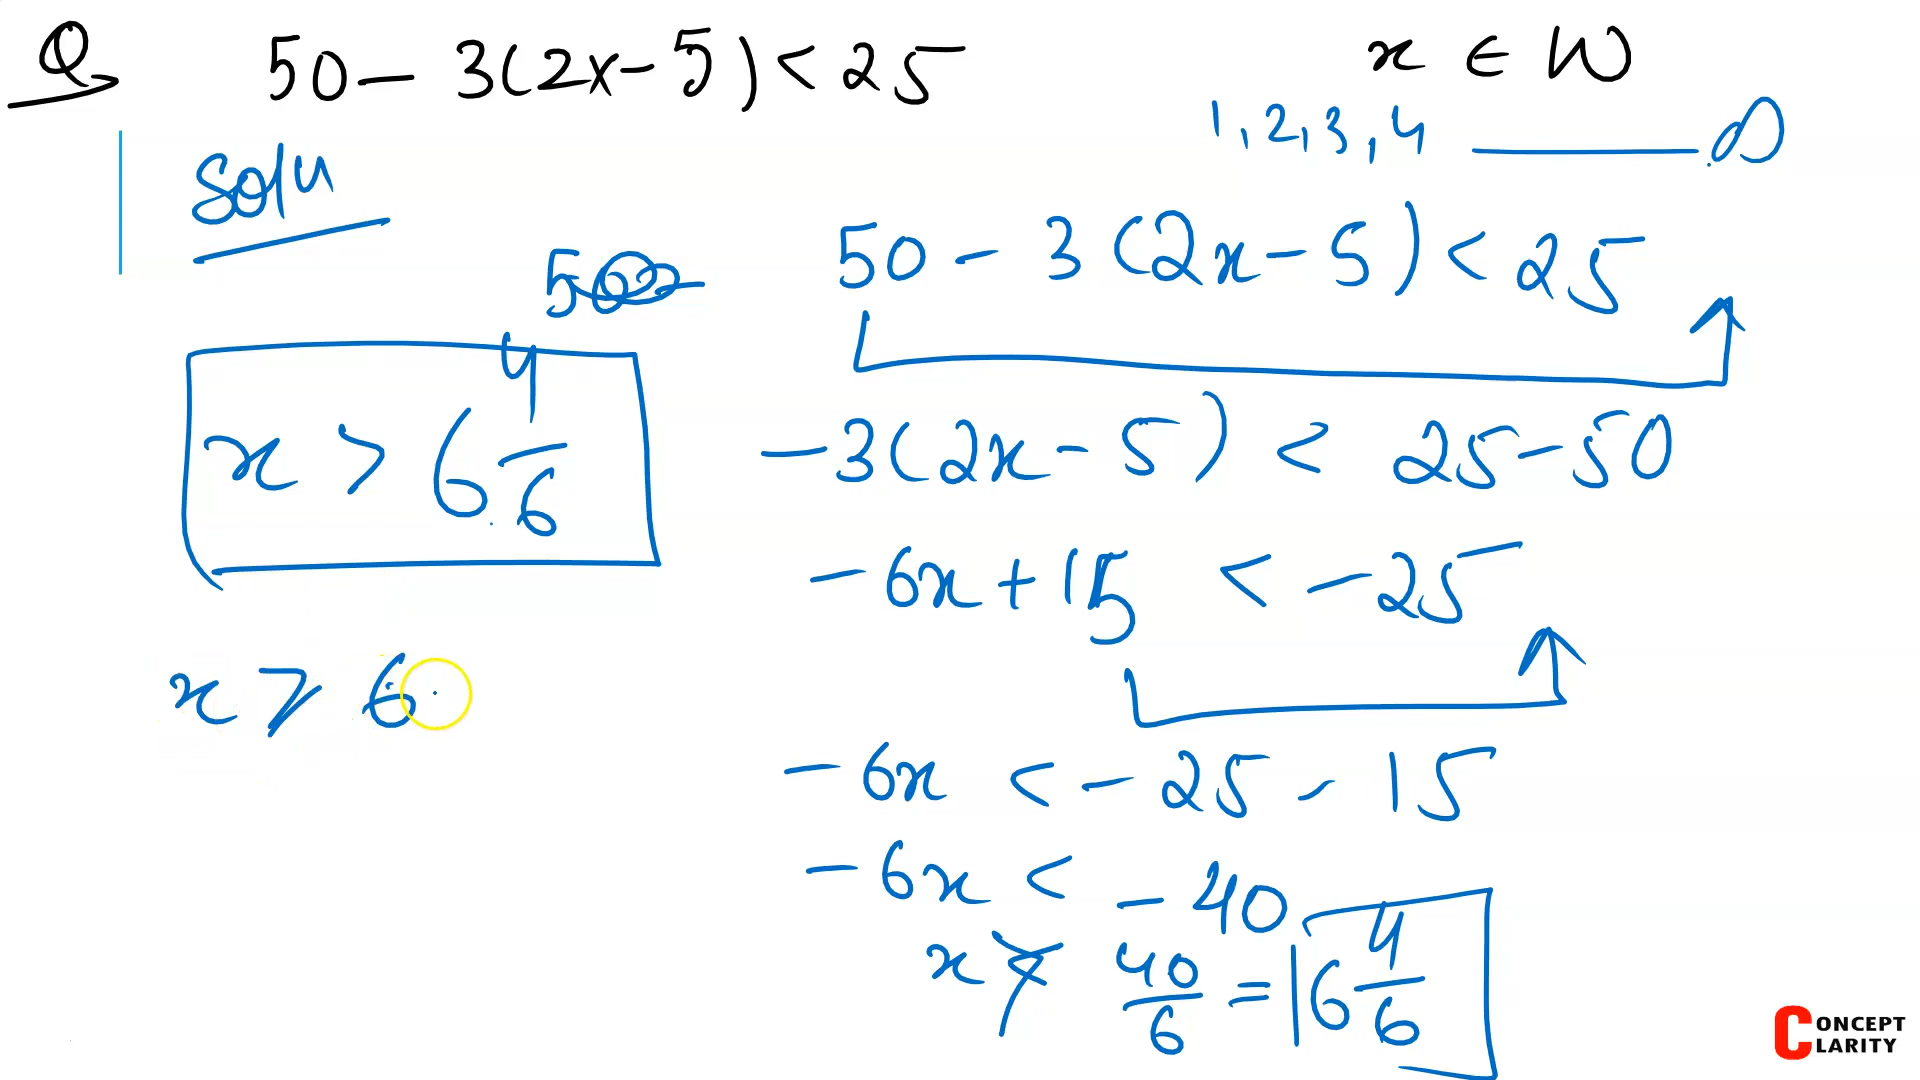 Q 50 - 3(2x - 5) < 25 x ∈ W
1, 2, 3, 4 ——— ∞
Solu
50 - 3(2x - 5) < 25
-3(2x - 5) < 25 - 50
x > 6 4/6
-6x + 15 < -25
x > 6
-6x < -25 - 15
-6x < -40
x > 40/6 = 6 4/6
CONCEPT
CLARITY